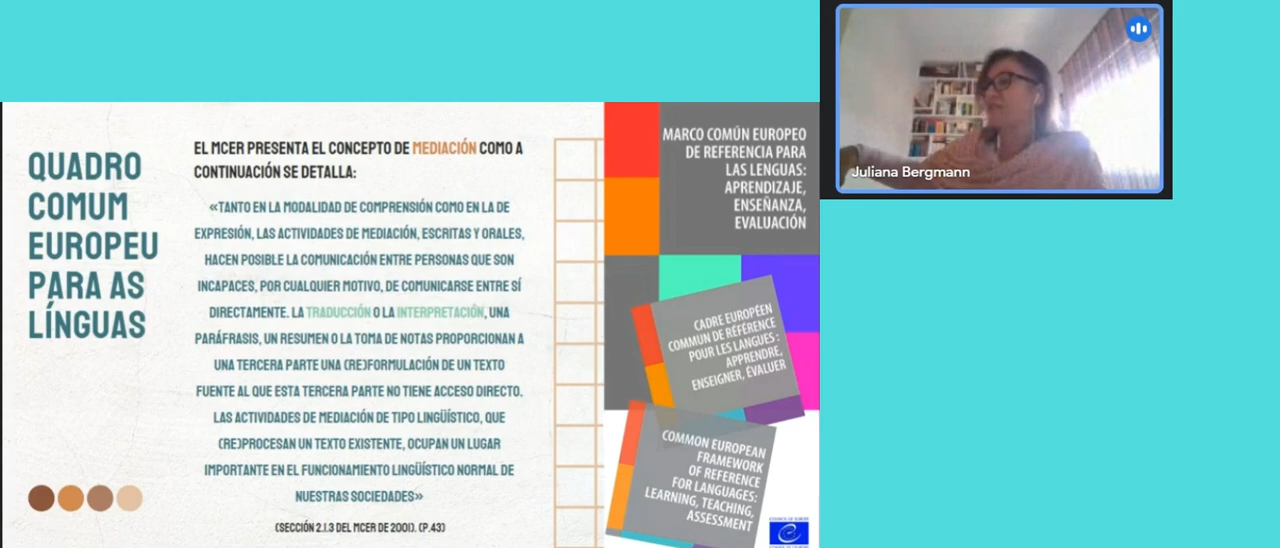 QUADRO
COMUM
EUROPEU
PARA AS
LÍNGUAS
EL MCER PRESENTA EL CONCEPTO DE MEDIACIÓN COMO A
CONTINUACIÓN SE DETALLA:
«TANTO EN LA MODALIDAD DE COMPRENSIÓN COMO EN LA DE
EXPRESIÓN, LAS ACTIVIDADES DE MEDIACIÓN, ESCRITAS Y ORALES,
HACEN POSIBLE LA COMUNICACIÓN ENTRE PERSONAS QUE SON
INCAPACES, POR CUALQUIER MOTIVO, DE COMUNICARSE ENTRE SÍ
DIRECTAMENTE. LA TRADUCCIÓN O LA INTERPRETACIÓN, UNA
PARÁFRASIS, UN RESUMEN O LA TOMA DE NOTAS PROPORCIONAN A
UNA TERCERA PARTE UNA (RE)FORMULACIÓN DE UN TEXTO
FUENTE AL QUE ESTA TERCERA PARTE NO TIENE ACCESO DIRECTO.
LAS ACTIVIDADES DE MEDIACIÓN DE TIPO LINGÜÍSTICO, QUE
(RE)PROCESAN UN TEXTO EXISTENTE, OCUPAN UN LUGAR
IMPORTANTE EN EL FUNCIONAMIENTO LINGÜÍSTICO NORMAL DE
NUESTRAS SOCIEDADES»
(SECCIÓN 2.1.3 DEL MCER DE 2001). (P.43)
MARCO COMÚN EUROPEO
DE REFERENCIA PARA
LAS LENGUAS:
APRENDIZAJE,
ENSEÑANZA,
EVALUACIÓN
CADRE EUROPÉEN
COMMUN DE RÉFÉRENCE
POUR LES LANGUES :
APPRENDRE,
ENSEIGNER, ÉVALUER
COMMON EUROPEAN
FRAMEWORK
OF REFERENCE
FOR LANGUAGES:
LEARNING, TEACHING,
ASSESSMENT
COUNCIL OF EUROPE
Juliana Bergmann